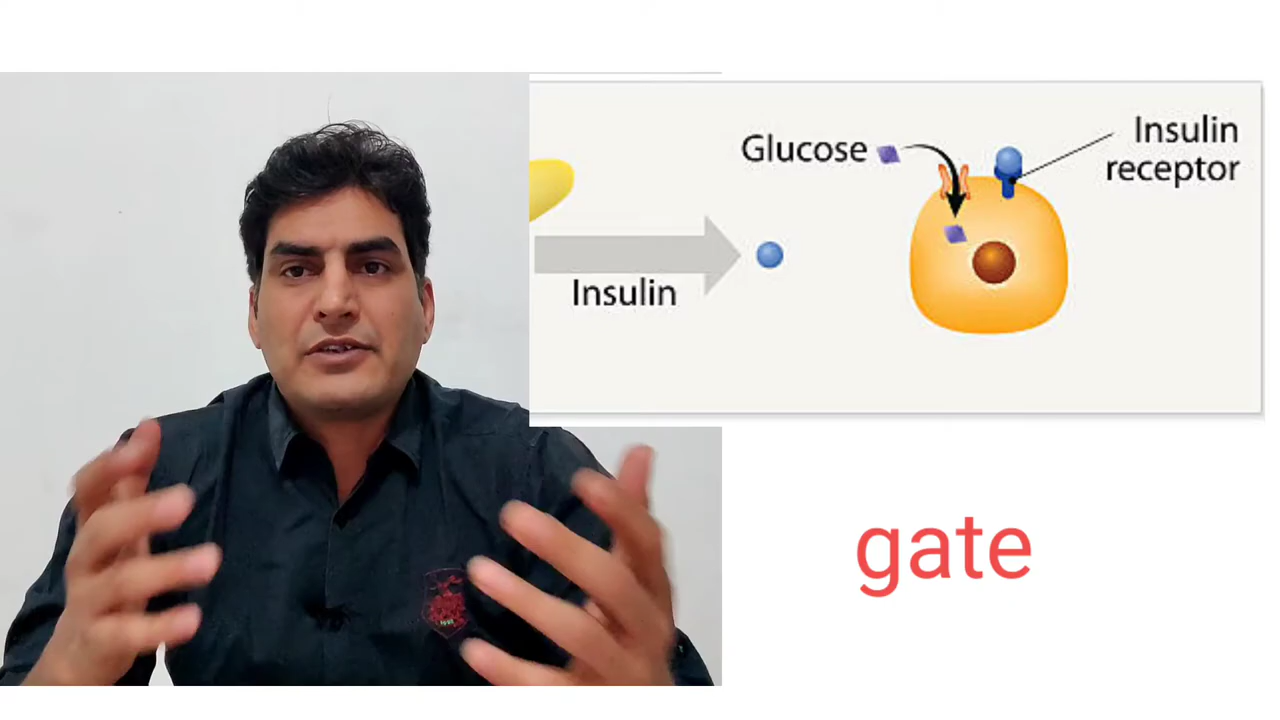 Glucose
Insulin
receptor
Insulin
gate